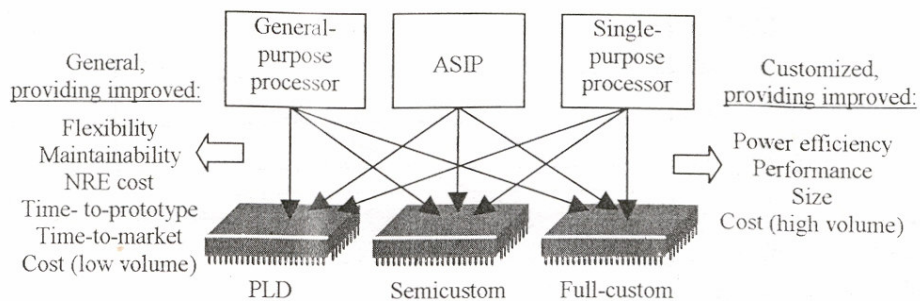 General,
providing improved:
Flexibility
Maintainability
NRE cost
Time- to-prototype
Time-to-market
Cost (low volume)
General-
purpose
processor
ASIP
Single-
purpose
processor
Customized,
providing improved:
Power efficiency
Performance
Size
Cost (high volume)
PLD
Semicustom
Full-custom